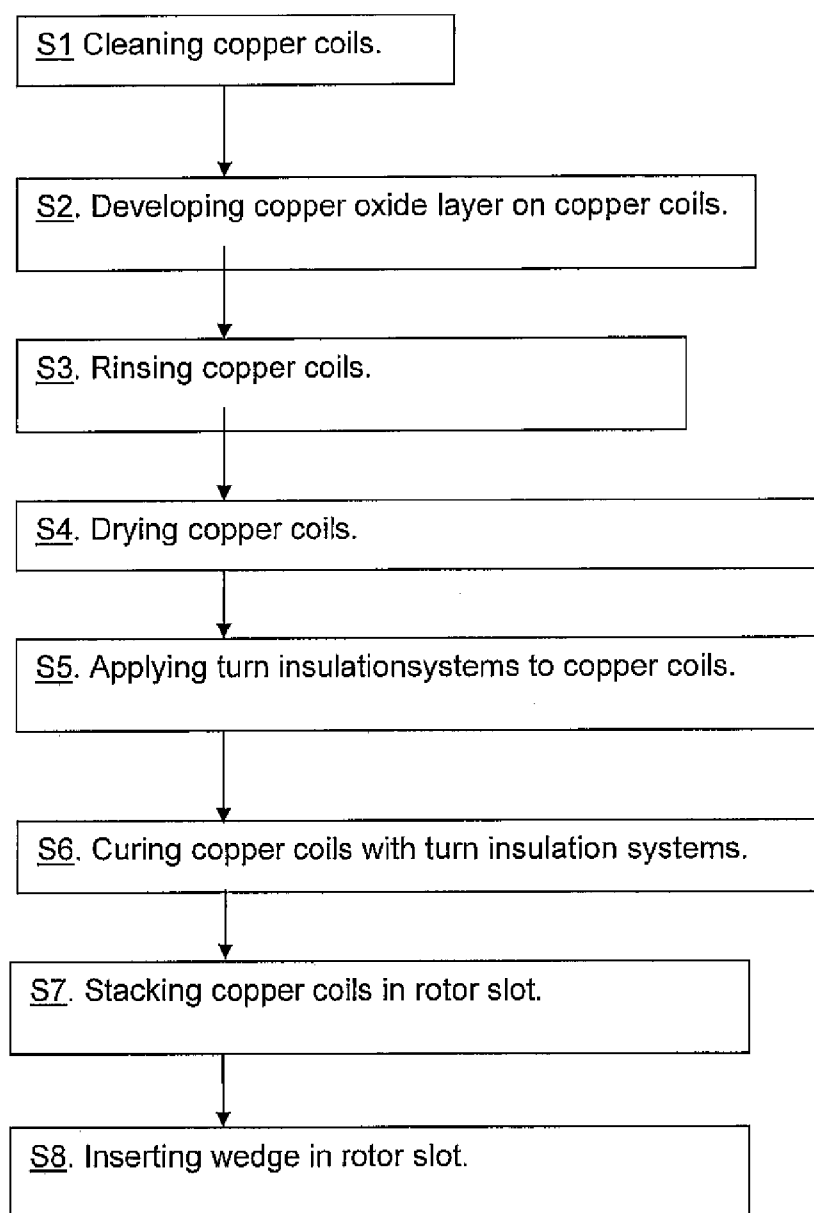 S1 Cleaning copper coils.
S2. Developing copper oxide layer on copper coils.
S3. Rinsing copper coils.
S4. Drying copper coils.
S5. Applying turn insulationsystems to copper coils.
S6. Curing copper coils with turn insulation systems.
S7. Stacking copper coils in rotor slot.
S8. Inserting wedge in rotor slot.